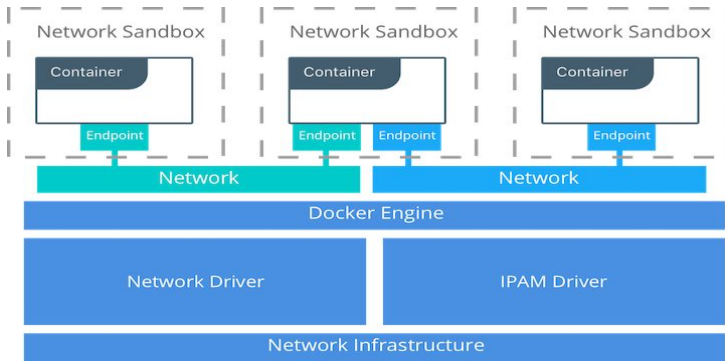 Network Sandbox
Network Sandbox
Network Sandbox
Container
Container
Container
Endpoint
Endpoint
Endpoint
Endpoint
Network
Network
Docker Engine
Network Driver
IPAM Driver
Network Infrastructure